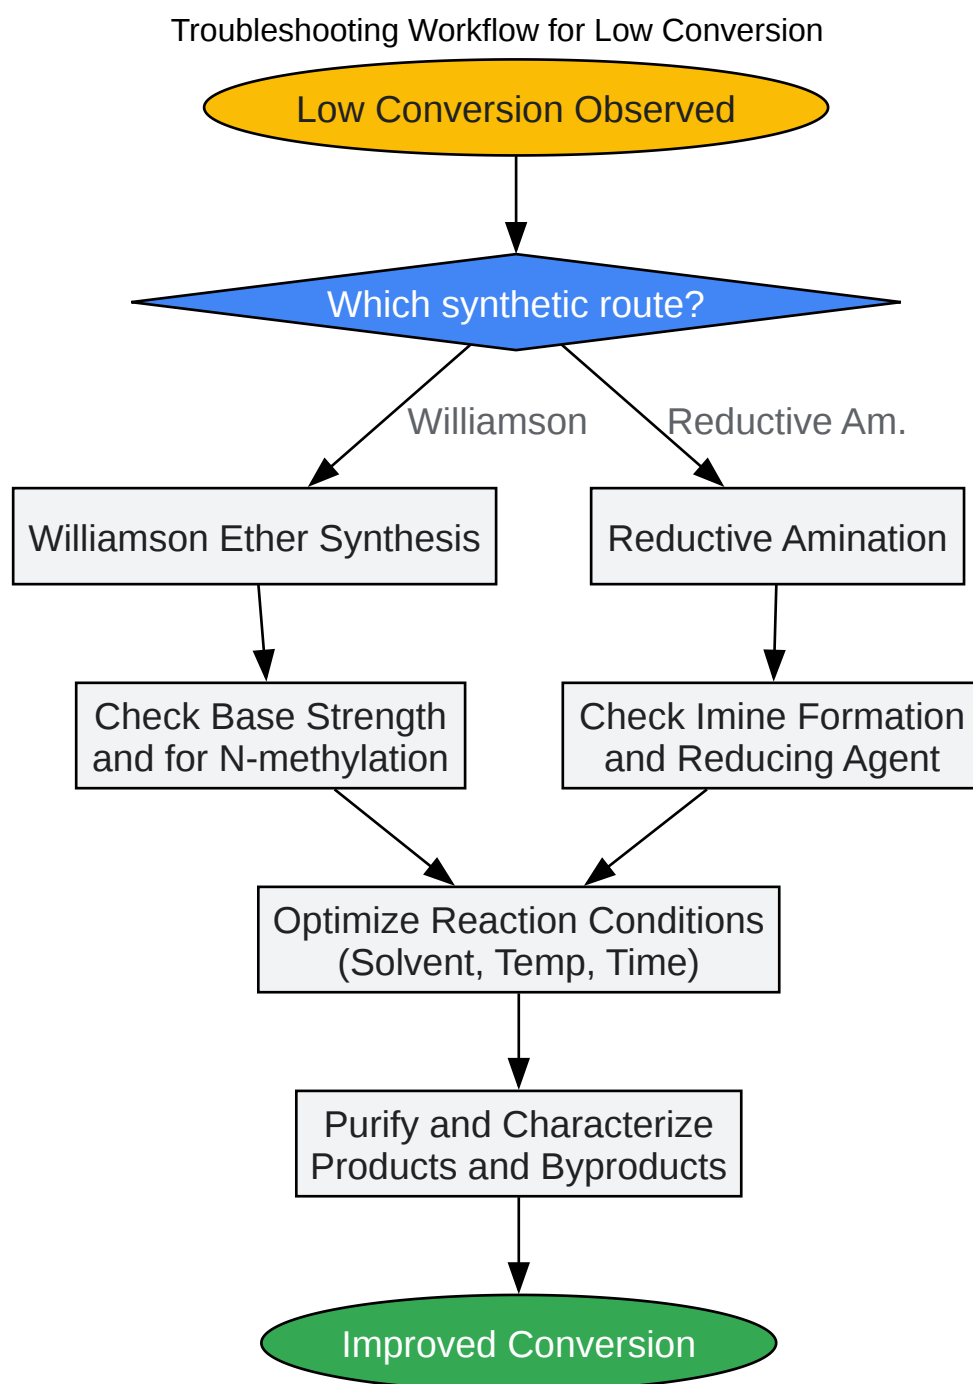 Troubleshooting Workflow for Low Conversion
Low Conversion Observed
Which synthetic route?
Williamson
Reductive Am.
Williamson Ether Synthesis
Reductive Amination
Check Base Strength
and for N-methylation
Check Imine Formation
and Reducing Agent
Optimize Reaction Conditions
(Solvent, Temp, Time)
Purify and Characterize
Products and Byproducts
Improved Conversion